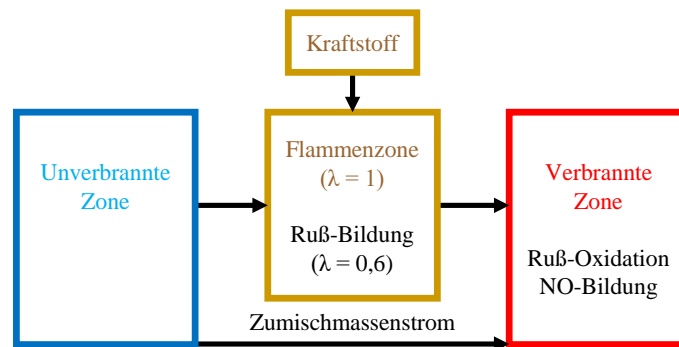 Kraftstoff
Unverbrannte
Zone
Flammenzone
(λ = 1)
Ruß-Bildung
(λ = 0,6)
Verbrannte
Zone
Ruß-Oxidation
NO-Bildung
Zumischmassenstrom